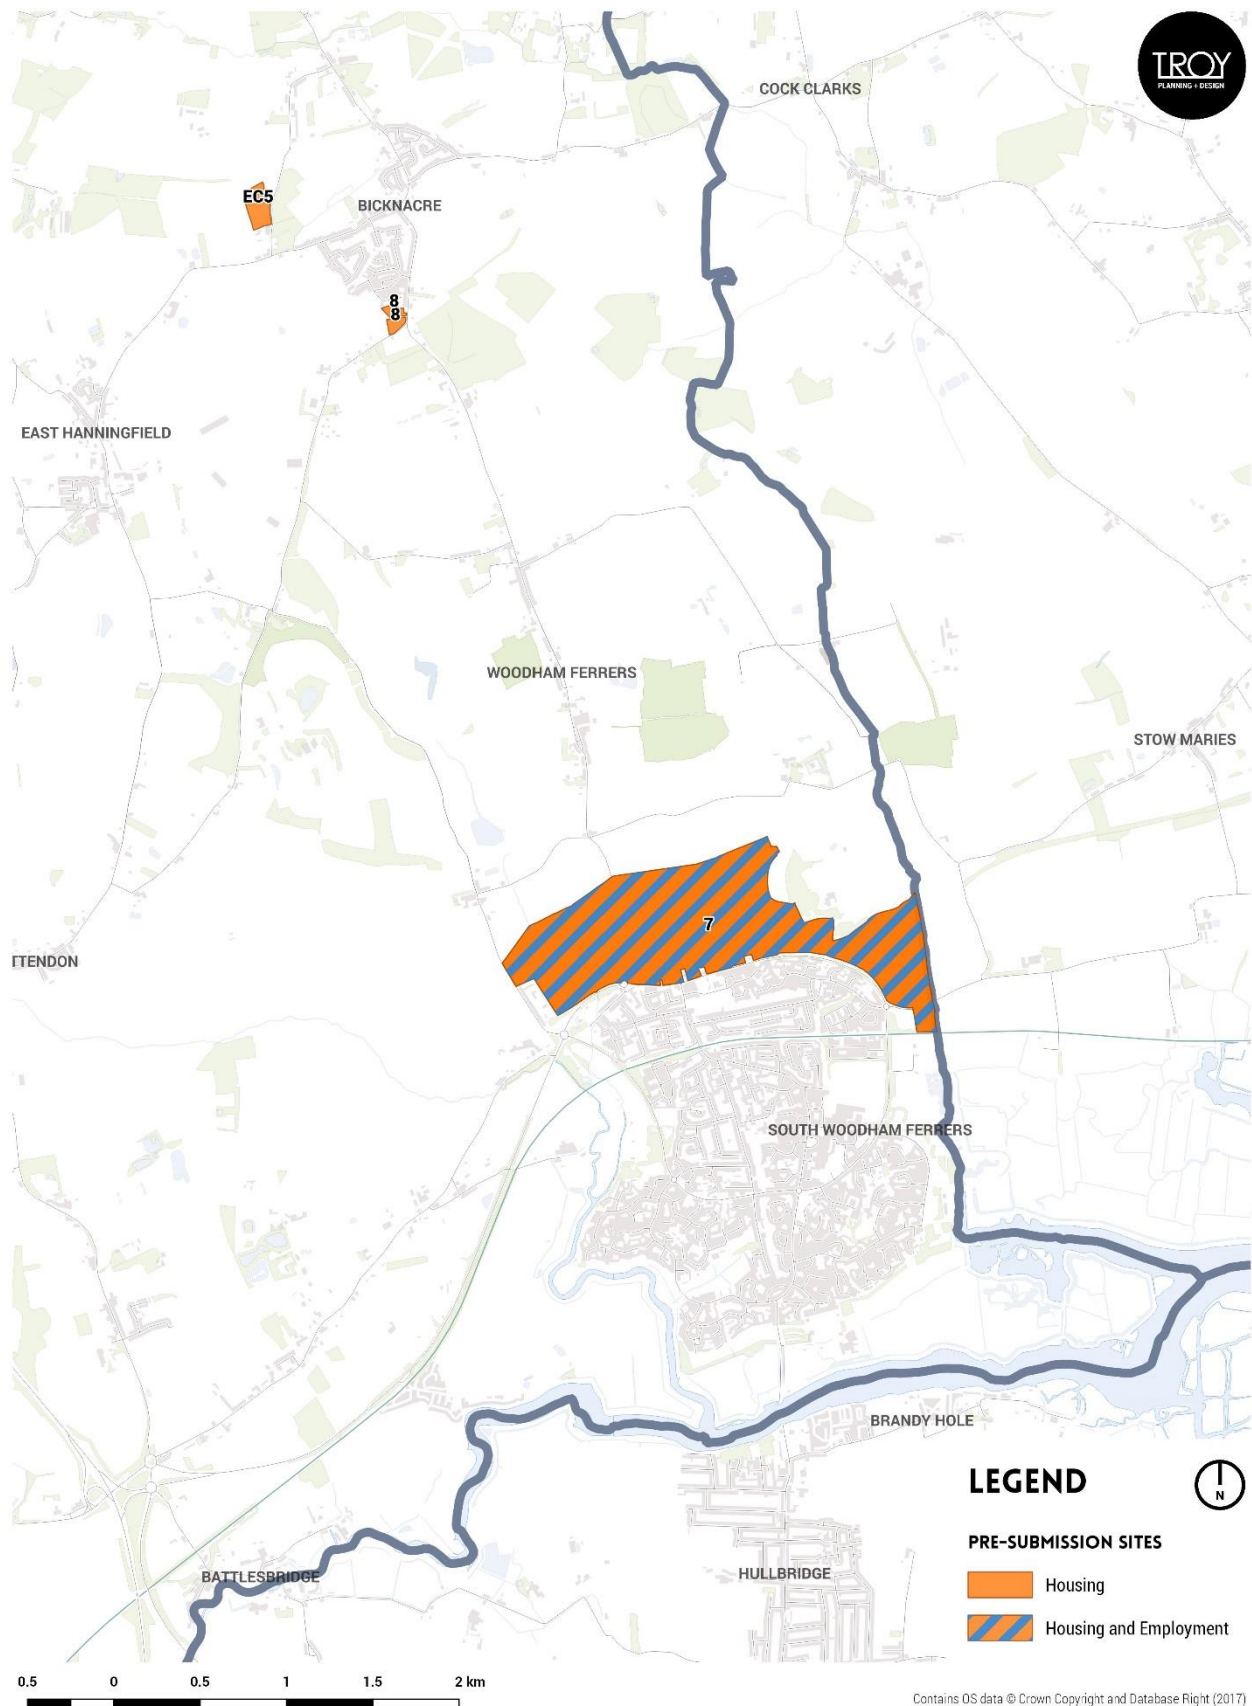 TROY
PLANNING + DESIGN
COCK CLARKS
EC5
BICKNACRE
8
8
EAST HANNINGFIELD
WOODHAM FERRERS
STOW MARIES
7
TTENDON
SOUTH WOODHAM FERRERS
BRANDY HOLE
LEGEND
N
PRE-SUBMISSION SITES
BATTLESBRIDGE
HULLBRIDGE
Housing
Housing and Employment
0.5 0 0.5 1 1.5 2 km
Contains OS data © Crown Copyright and Database Right (2017)